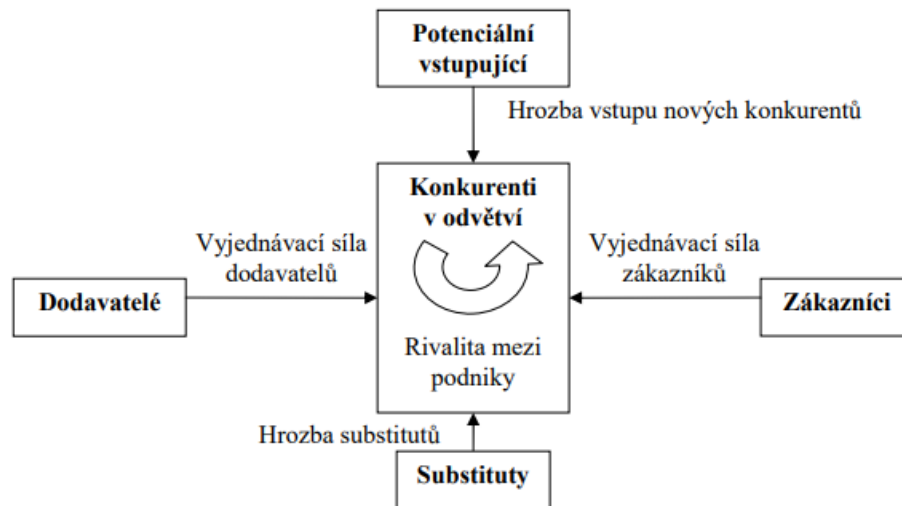 Potenciální
vstupující
Hrozba vstupu nových konkurentů
Konkurenti
v odvětví
Vyjednávací síla
dodavatelů
Vyjednávací síla
zákazníků
Dodavatelé
Zákazníci
Rivalita mezi
podniky
Hrozba substitutů
Substituty